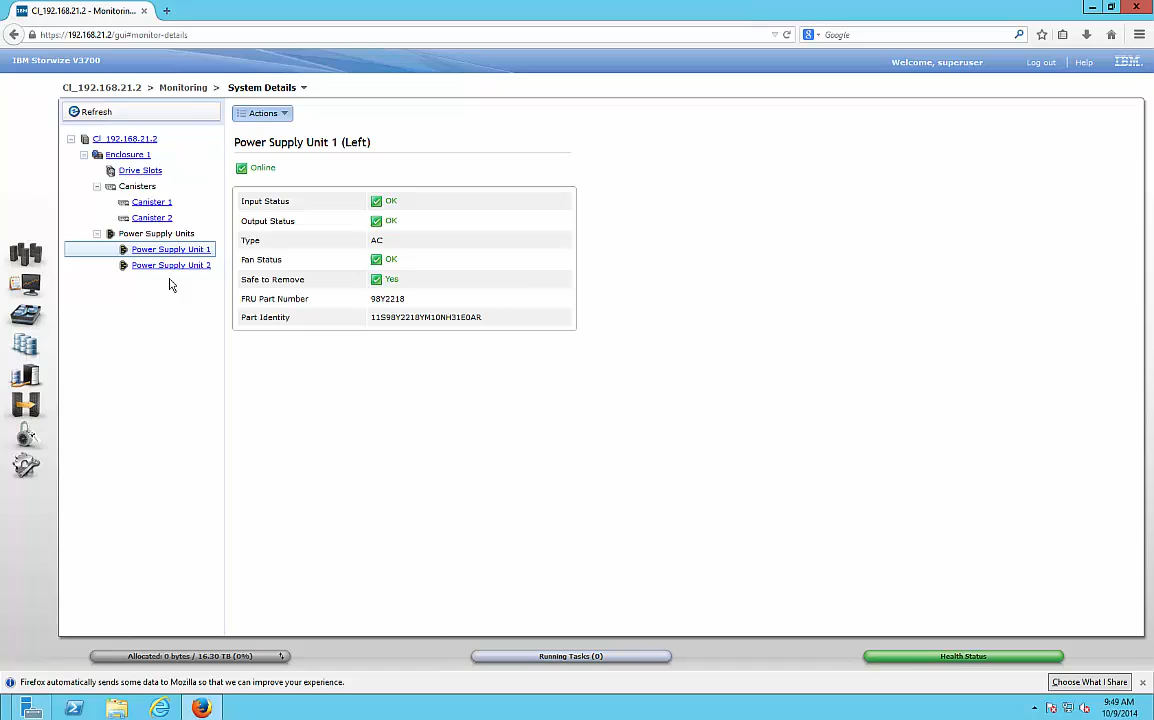 CI_192.168.21.2 - Monitorin...
https://192.168.21.2/gui#monitor-details
Google
IBM Storwize V3700
Welcome, superuser
Log out
Help
IBM
CI_192.168.21.2 > Monitoring > System Details
Refresh
Actions
CI_192.168.21.2
Enclosure 1
Drive Slots
Canisters
Canister 1
Canister 2
Power Supply Units
Power Supply Unit 1
Power Supply Unit 2
Power Supply Unit 1 (Left)
Online
Input Status OK
Output Status OK
Type AC
Fan Status OK
Safe to Remove Yes
FRU Part Number 98Y2218
Part Identity 11S98Y2218YM10NH31E0AR
Allocated: 0 bytes / 16.30 TB (0%)
Running Tasks (0)
Health Status
Firefox automatically sends some data to Mozilla so that we can improve your experience.
Choose What I Share
9:49 AM
10/9/2014